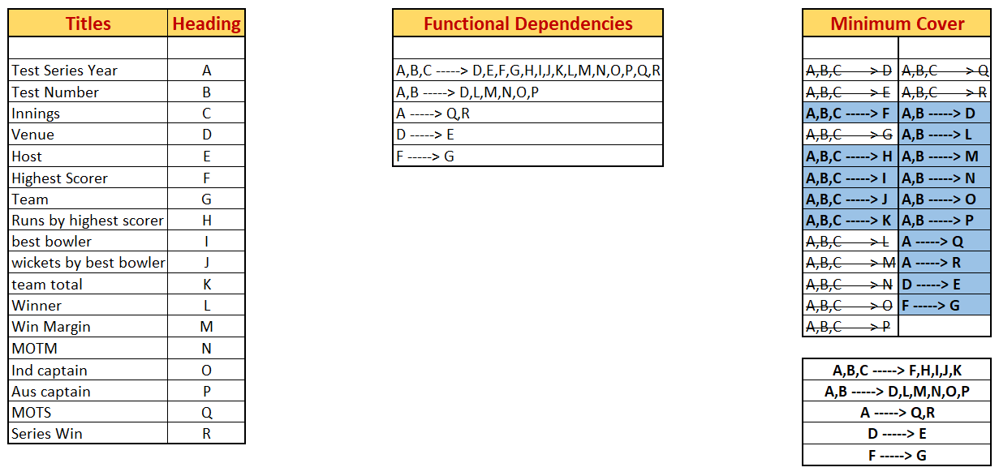 Titles Heading
Test Series Year A
Test Number B
Innings C
Venue D
Host E
Highest Scorer F
Team G
Runs by highest scorer H
best bowler I
wickets by best bowler J
team total K
Winner L
Win Margin M
MOTM N
Ind captain O
Aus captain P
MOTS Q
Series Win R
Functional Dependencies
A,B,C -----> D,E,F,G,H,I,J,K,L,M,N,O,P,Q,R
A,B -----> D,L,M,N,O,P
A -----> Q,R
D -----> E
F -----> G
Minimum Cover
A,B,C -----> D A,B,C -----> Q
A,B,C -----> E A,B,C -----> R
A,B,C -----> F A,B -----> D
A,B,C -----> G A,B -----> L
A,B,C -----> H A,B -----> M
A,B,C -----> I A,B -----> N
A,B,C -----> J A,B -----> O
A,B,C -----> K A,B -----> P
A,B,C -----> L A -----> Q
A,B,C -----> M A -----> R
A,B,C -----> N D -----> E
A,B,C -----> O F -----> G
A,B,C -----> P
A,B,C -----> F,H,I,J,K
A,B -----> D,L,M,N,O,P
A -----> Q,R
D -----> E
F -----> G